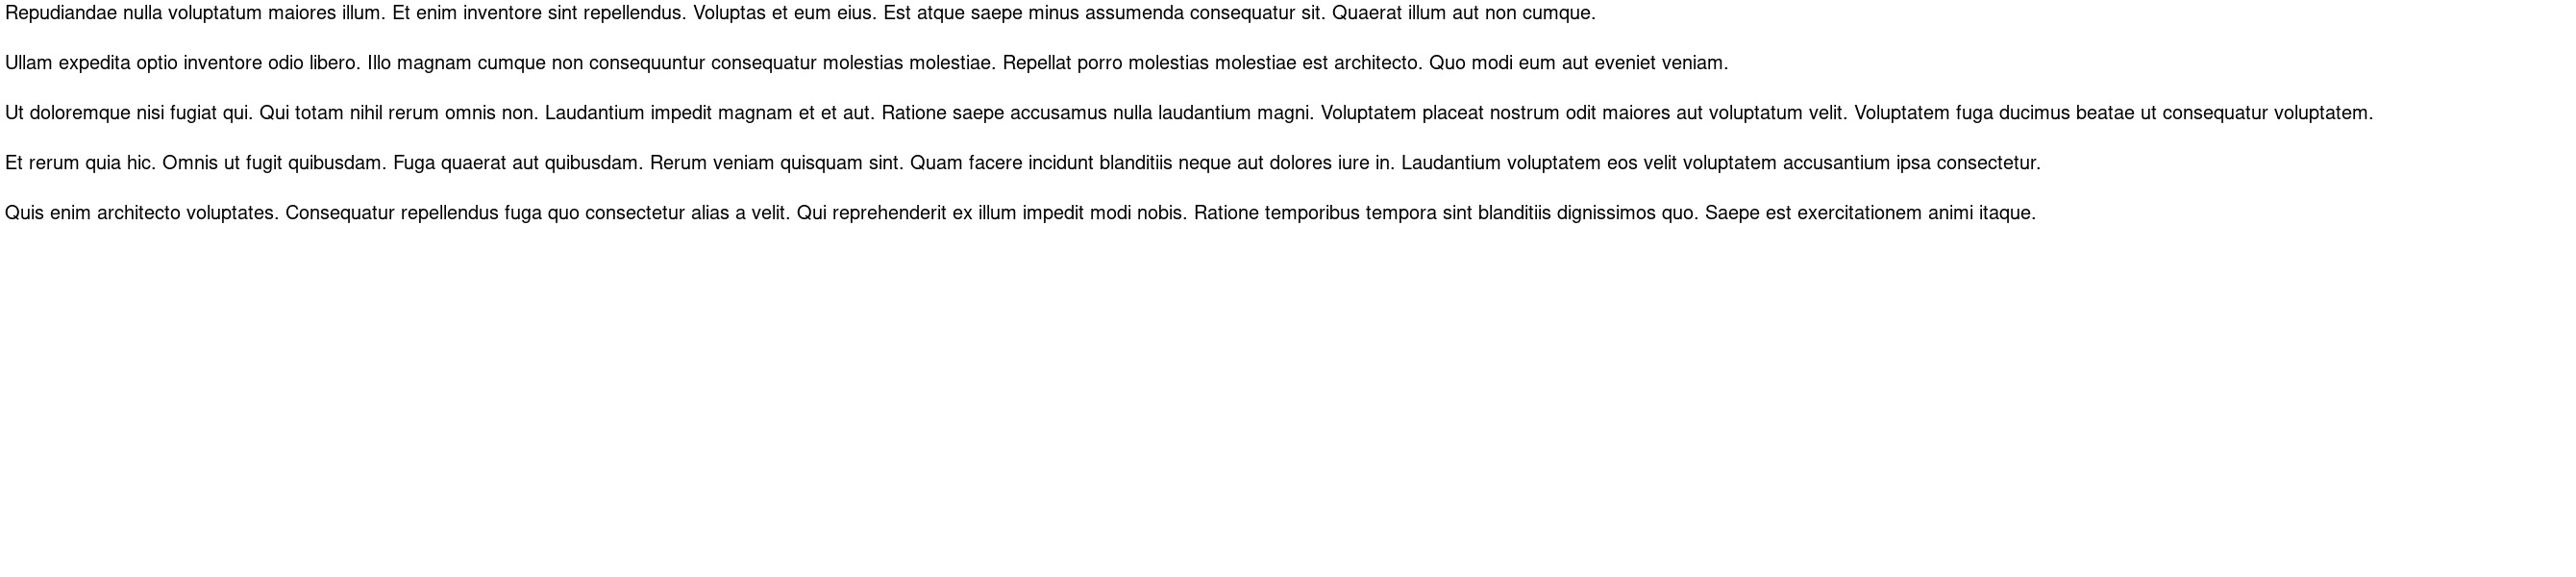 Repudiandae nulla voluptatum maiores illum. Et enim inventore sint repellendus. Voluptas et eum eius. Est atque saepe minus assumenda consequatur sit. Quaerat illum aut non cumque.
Ullam expedita optio inventore odio libero. Illo magnam cumque non consequuntur consequatur molestias molestiae. Repellat porro molestias molestiae est architecto. Quo modi eum aut eveniet veniam.
Ut doloremque nisi fugiat qui. Qui totam nihil rerum omnis non. Laudantium impedit magnam et et aut. Ratione saepe accusamus nulla laudantium magni. Voluptatem placeat nostrum odit maiores aut voluptatum velit. Voluptatem fuga ducimus beatae ut consequatur voluptatem.
Et rerum quia hic. Omnis ut fugit quibusdam. Fuga quaerat aut quibusdam. Rerum veniam quisquam sint. Quam facere incidunt blanditiis neque aut dolores iure in. Laudantium voluptatem eos velit voluptatem accusantium ipsa consectetur.
Quis enim architecto voluptates. Consequatur repellendus fuga quo consectetur alias a velit. Qui reprehenderit ex illum impedit modi nobis. Ratione temporibus tempora sint blanditiis dignissimos quo. Saepe est exercitationem animi itaque.